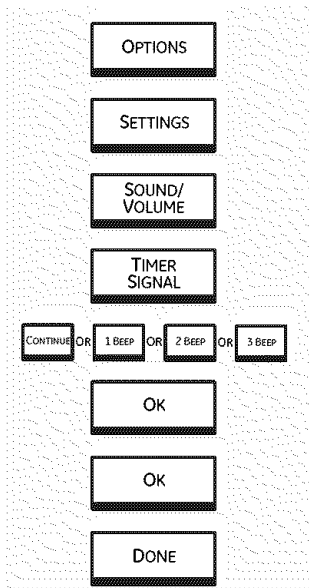 OPTIONS
SETTINGS
SOUND/
VOLUME
TIMER
SIGNAL
CONTINUE OR 1 BEEP OR 2 BEEP OR 3 BEEP
OK
OK
DONE